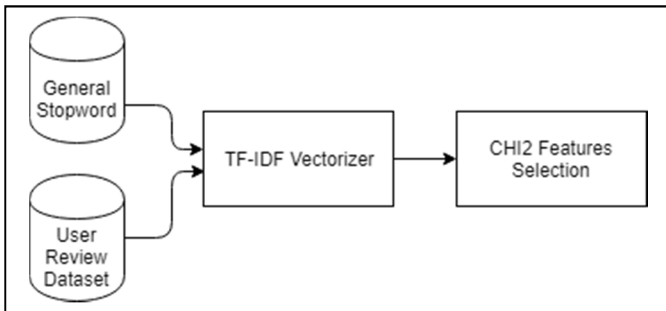 General
Stopword
TF-IDF Vectorizer
CHI2 Features
Selection
User
Review
Dataset